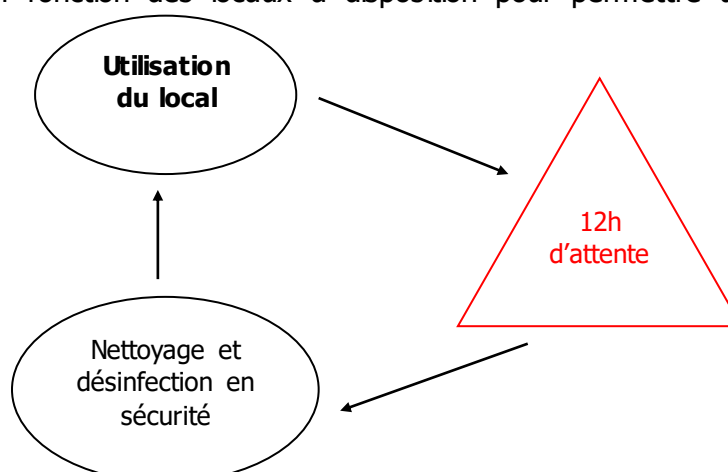 fonction des locaux à disposition pour permettre
Utilisation
du local
12h
d'attente
Nettoyage et
désinfection en
sécurité